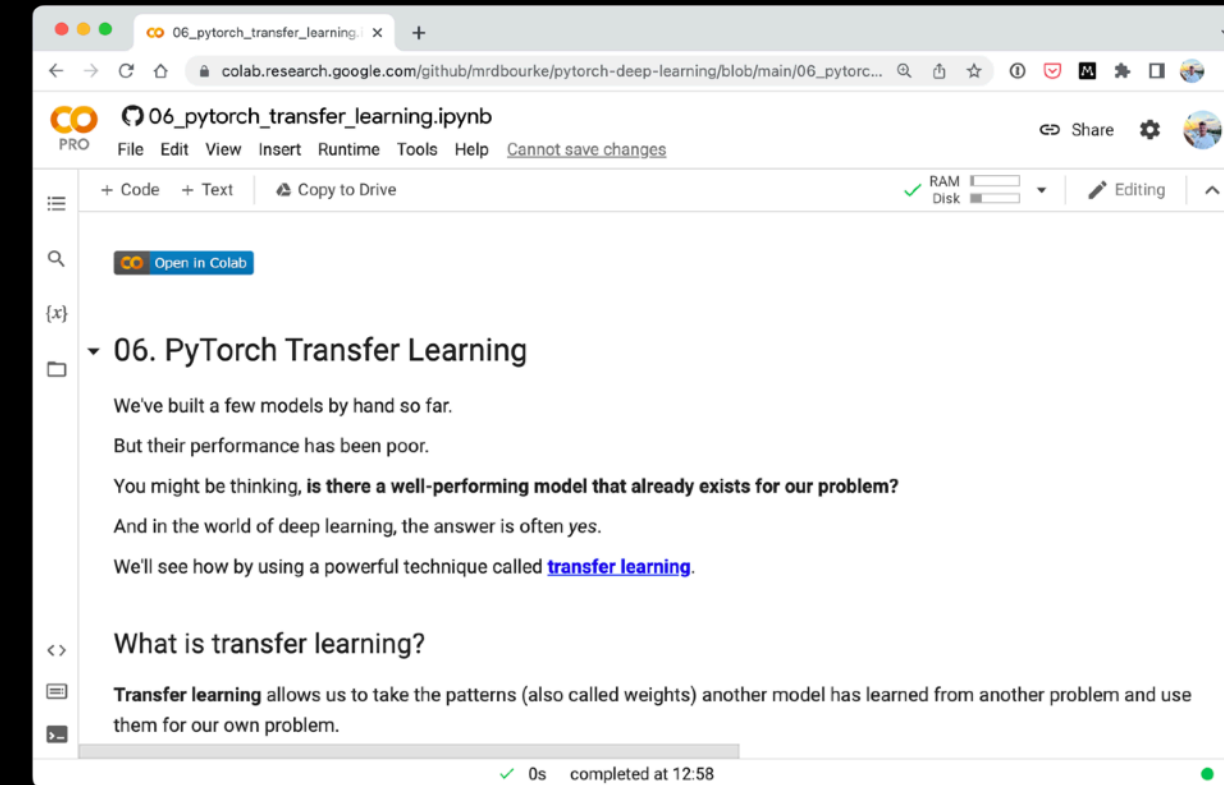 06_pytorch_transfer_learning.i
colab.research.google.com/github/mrdbourke/pytorch-deep-learning/blob/main/06_pytorc...
06_pytorch_transfer_learning.ipynb
PRO
File Edit View Insert Runtime Tools Help Cannot save changes
Share
+ Code + Text Copy to Drive
RAM
Disk
Editing
Open in Colab
{x}
06. PyTorch Transfer Learning
We've built a few models by hand so far.
But their performance has been poor.
You might be thinking, is there a well-performing model that already exists for our problem?
And in the world of deep learning, the answer is often yes.
We'll see how by using a powerful technique called transfer learning.
What is transfer learning?
Transfer learning allows us to take the patterns (also called weights) another model has learned from another problem and use
them for our own problem.
0s completed at 12:58